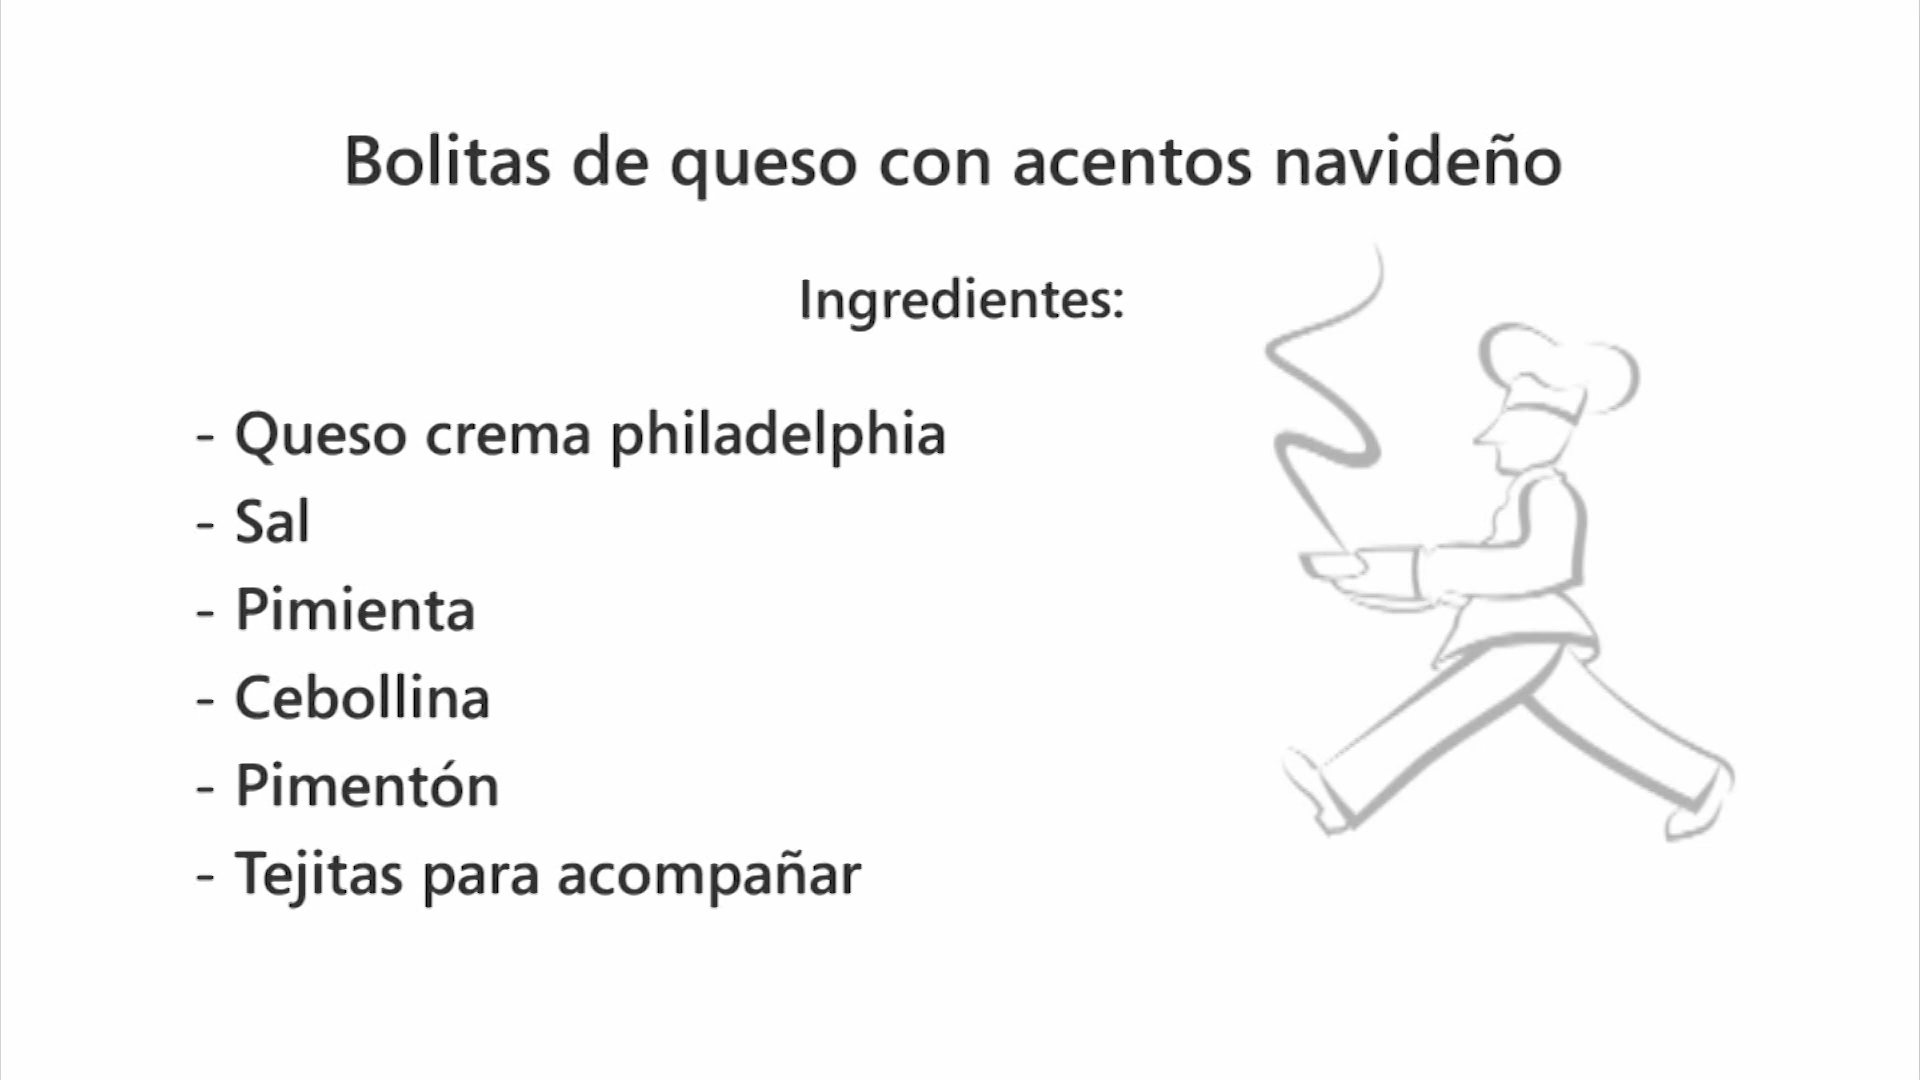 Bolitas de queso con acentos navideño
Ingredientes:
- Queso crema philadelphia
- Sal
- Pimienta
- Cebollina
- Pimentón
- Tejitas para acompañar